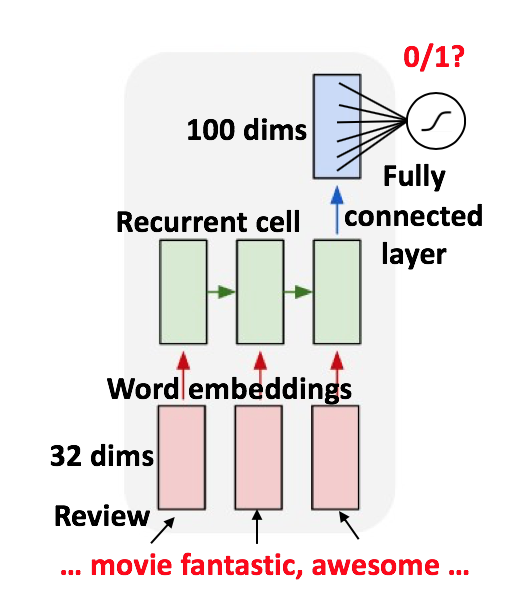 0/1?
100 dims
Fully
connected
layer
Recurrent cell
Word embeddings
32 dims
Review
... movie fantastic, awesome ...